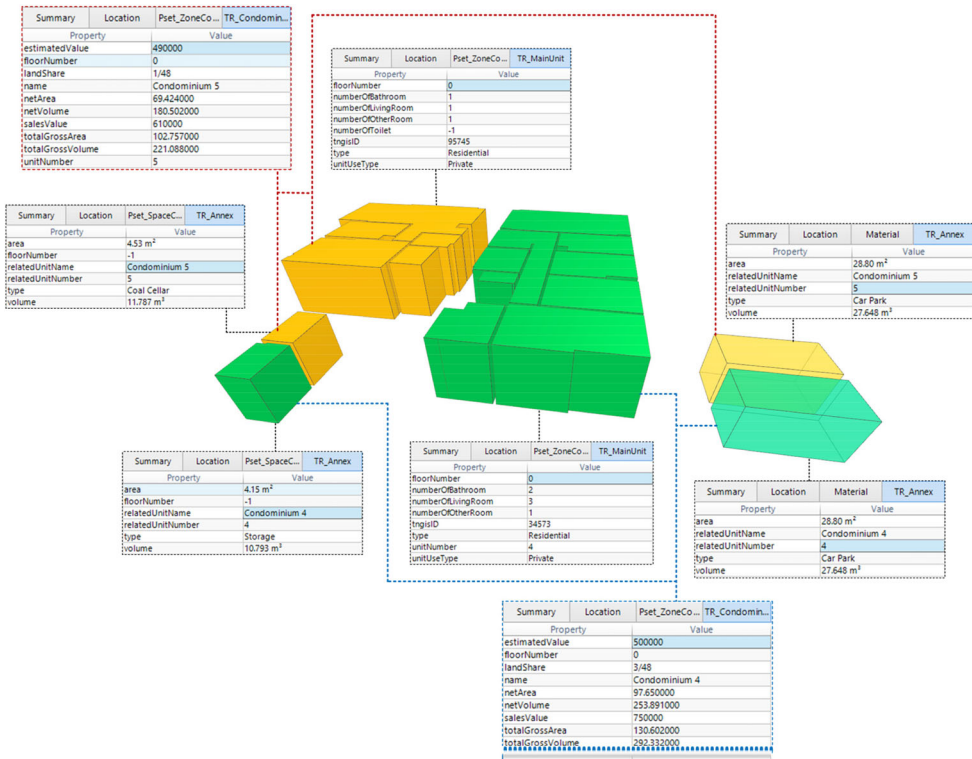 Summary Location Pset_ZoneCo... TR_Condomin...
Property Value
estimatedValue 490000
floorNumber 0
landShare 1/48
name Condominium 5
netArea 69.424000
netVolume 180.502000
salesValue 610000
totalGrossArea 102.757000
totalGrossVolume 221.088000
unitNumber 5
Summary Location Pset_ZoneCo... TR_MainUnit
Property Value
floorNumber 0
numberOfBathroom 1
numberOfLivingRoom 1
numberOfOtherRoom 1
numberOfToilet -1
tngisID 95745
type Residential
unitUseType Private
Summary Location Pset_SpaceC... TR_Annex
Property Value
area 4.53 m²
floorNumber -1
relatedUnitName Condominium 5
relatedUnitNumber 5
type Coal Cellar
volume 11.787 m³
Summary Location Material TR_Annex
Property Value
area 28.80 m²
relatedUnitName Condominium 5
relatedUnitNumber 5
type Car Park
volume 27.648 m³
Summary Location Pset_SpaceC... TR_Annex
Property Value
area 4.15 m²
floorNumber -1
relatedUnitName Condominium 4
relatedUnitNumber 4
type Storage
volume 10.793 m³
Summary Location Pset_ZoneCo... TR_MainUnit
Property Value
floorNumber 0
numberOfBathroom 2
numberOfLivingRoom 3
numberOfOtherRoom 1
tngisID 34573
type Residential
unitNumber 4
unitUseType Private
Summary Location Material TR_Annex
Property Value
area 28.80 m²
relatedUnitName Condominium 4
relatedUnitNumber 4
type Car Park
volume 27.648 m³
Summary Location Pset_ZoneCo... TR_Condomin...
Property Value
estimatedValue 500000
floorNumber 0
landShare 3/48
name Condominium 4
netArea 97.650000
netVolume 253.891000
salesValue 750000
totalGrossArea 130.602000
totalGrossVolume 292.332000